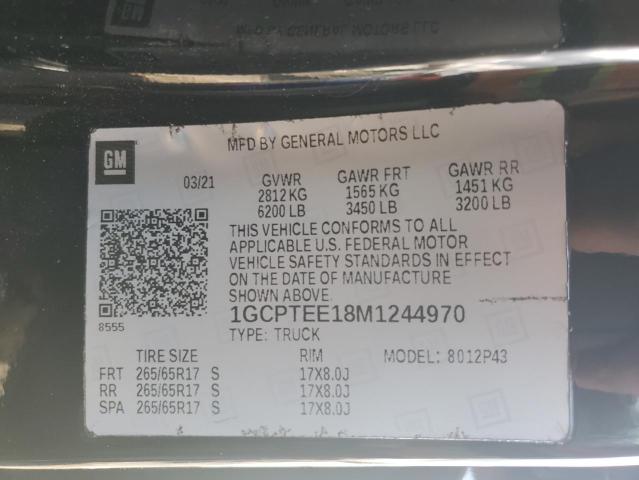 MFD BY GENERAL MOTORS LLC
GM
03/21
GVWR GAWR FRT GAWR RR
2812 KG 1565 KG 1451 KG
6200 LB 3450 LB 3200 LB
THIS VEHICLE CONFORMS TO ALL
APPLICABLE U.S. FEDERAL MOTOR
VEHICLE SAFETY STANDARDS IN EFFECT
ON THE DATE OF MANUFACTURE
SHOWN ABOVE.
8555
1GCPTEE18M1244970
TYPE: TRUCK
TIRE SIZE RIM MODEL: 8012P43
FRT 265/65R17 S 17X8.0J
RR 265/65R17 S 17X8.0J
SPA 265/65R17 S 17X8.0J